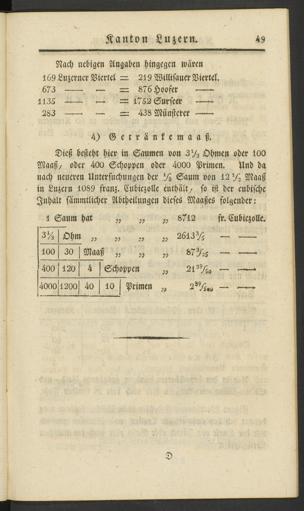 Kanton Luzern. 49
Nach nebigen Angaben hingegen wären
169 Luzerner Viertel = 219 Willisauer Viertel.
673 — — = 876 Hoofer —
1135 — — = 1752 Surseer —
283 — — = 438 Münsterer —
4) Getränkemaaß.
Dieß besteht hier in Saumen von 3⅓ Ohmen oder 100
Maaß, oder 400 Schoppen oder 4000 Primen. Und da
nach neueren Untersuchungen der ⅛ Saum von 12½ Maaß
in Luzern 1089 franz. Cubiczolle enthält, so ist der cubische
Inhalt sämmtlicher Abtheilungen dieses Maaßes folgender:
1 Saum hat „ „ „ 8712 fr. Cubiczolle.
3⅓ Ohm „ „ „ 2613⅗ — —
100 30 Maaß „ „ 87³/₂₅ — —
400 120 4 Schoppen „ 21³⁹/₅₀ — —
4000 1200 40 10 Primen „ — —
D